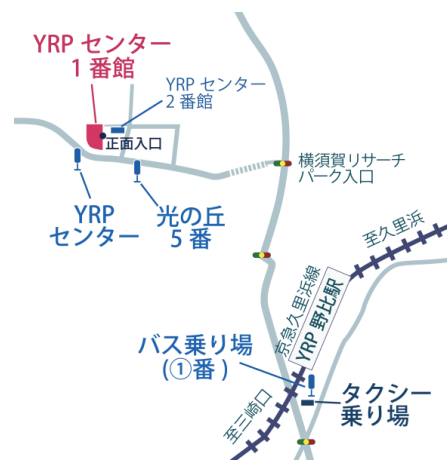 YRP センター
1 番館
YRP センター
2 番館
正面入口
横須賀リサーチ
パーク入口
YRP
センター
光の丘
5 番
至久里浜
京急久里浜線
YRP 野比駅
バス乗り場
(①番 )
タクシー
乗り場
至三崎口